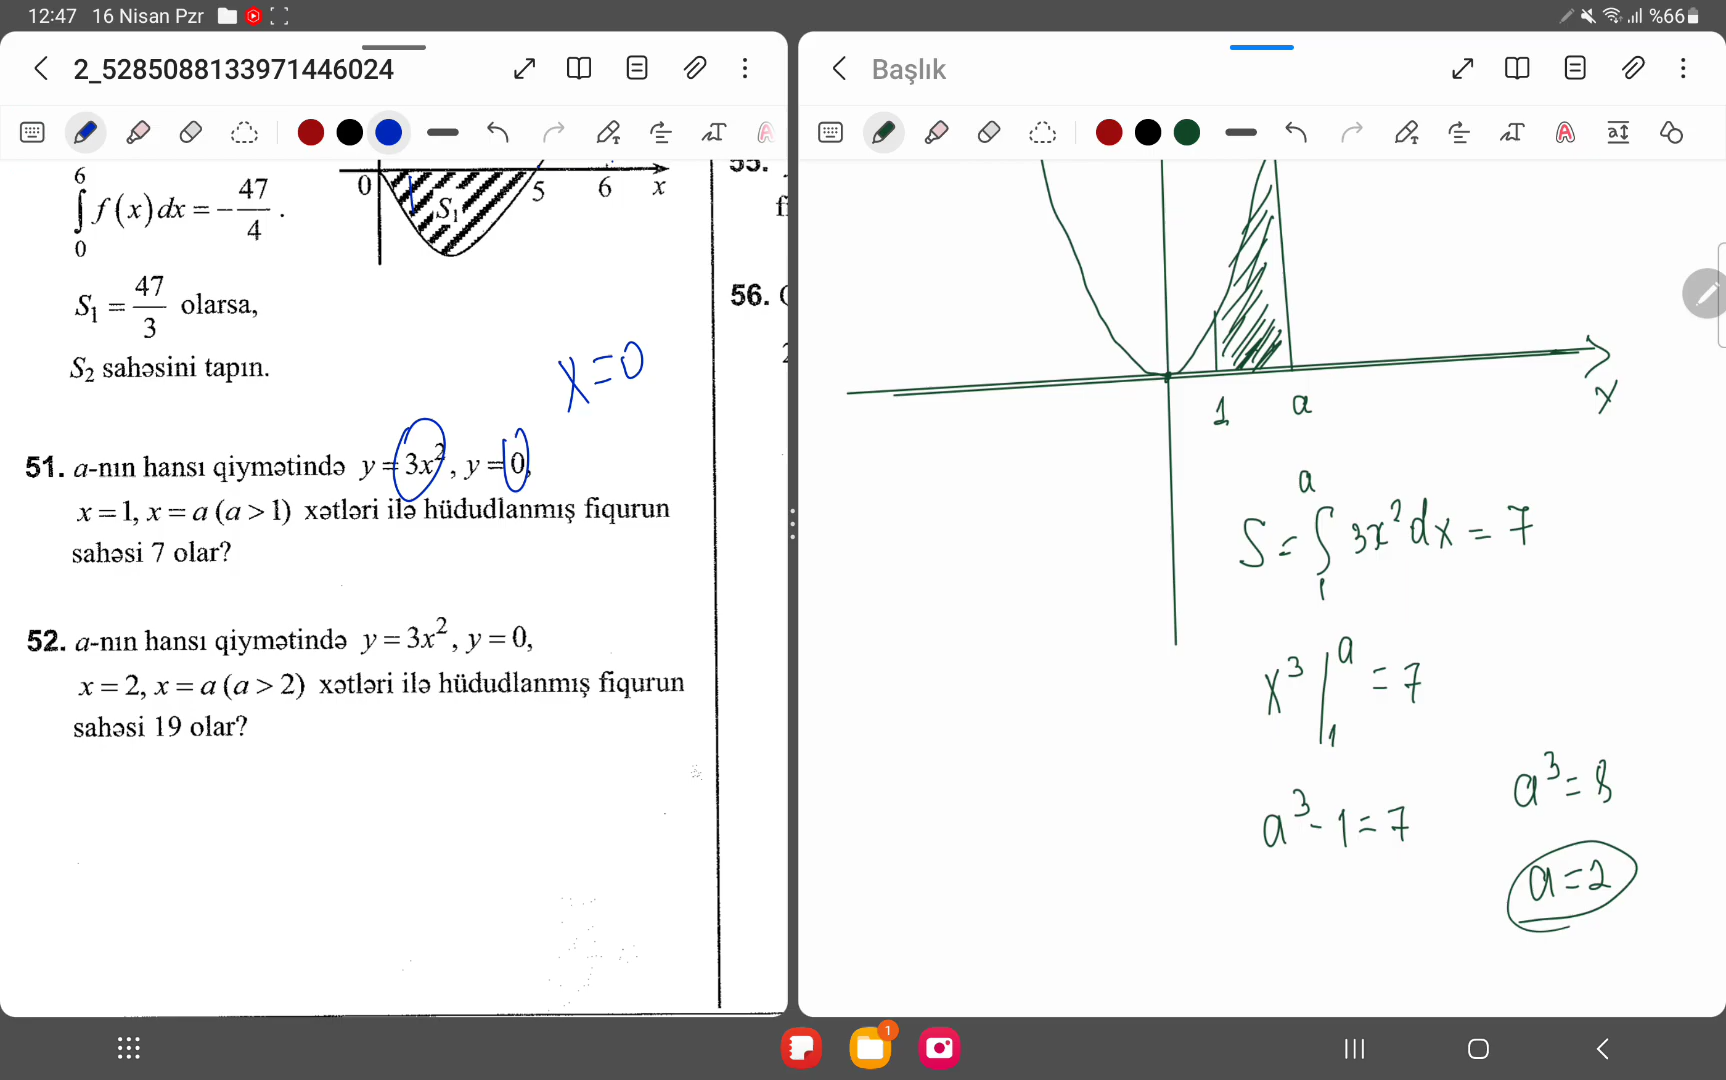 12:47 16 Nisan Pzr %66
2_5285088133971446024
6
∫ f(x)dx = -47/4 .
0
0 S₁ 5 6 x
S₁ = 47/3 olarsa,
S₂ sahəsini tapın.
x=0
51. a-nın hansı qiymətində y = 3x², y = 0,
x = 1, x = a (a > 1) xətləri ilə hüdudlanmış fiqurun
sahəsi 7 olar?
52. a-nın hansı qiymətində y = 3x², y = 0,
x = 2, x = a (a > 2) xətləri ilə hüdudlanmış fiqurun
sahəsi 19 olar?
55.
56.
Başlık
1 a x
a
S = ∫ 3x² dx = 7
1
x³ |₁ᵃ = 7
a³ - 1 = 7
a³ = 8
a = 2
1